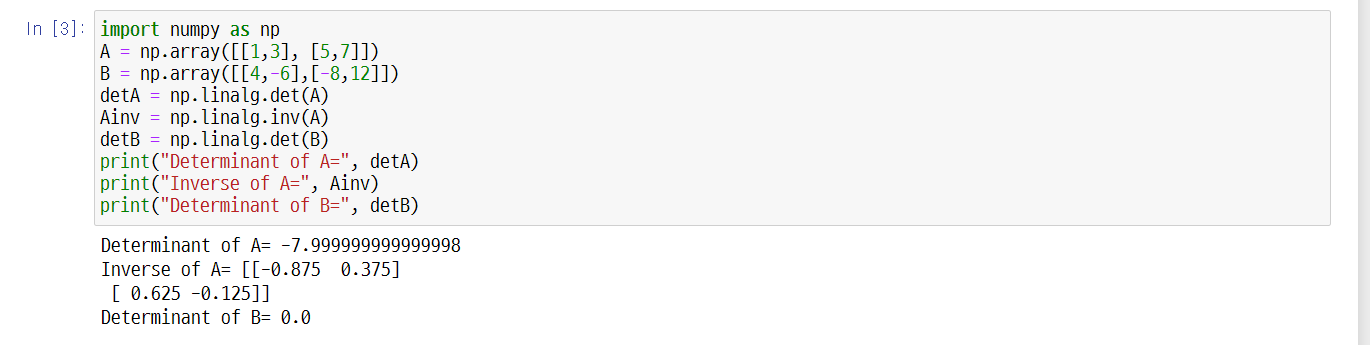 In [3]:
import numpy as np
A = np.array([[1,3], [5,7]])
B = np.array([[4,-6],[-8,12]])
detA = np.linalg.det(A)
Ainv = np.linalg.inv(A)
detB = np.linalg.det(B)
print("Determinant of A=", detA)
print("Inverse of A=", Ainv)
print("Determinant of B=", detB)
Determinant of A= -7.999999999999998
Inverse of A= [[-0.875  0.375]
 [ 0.625 -0.125]]
Determinant of B= 0.0